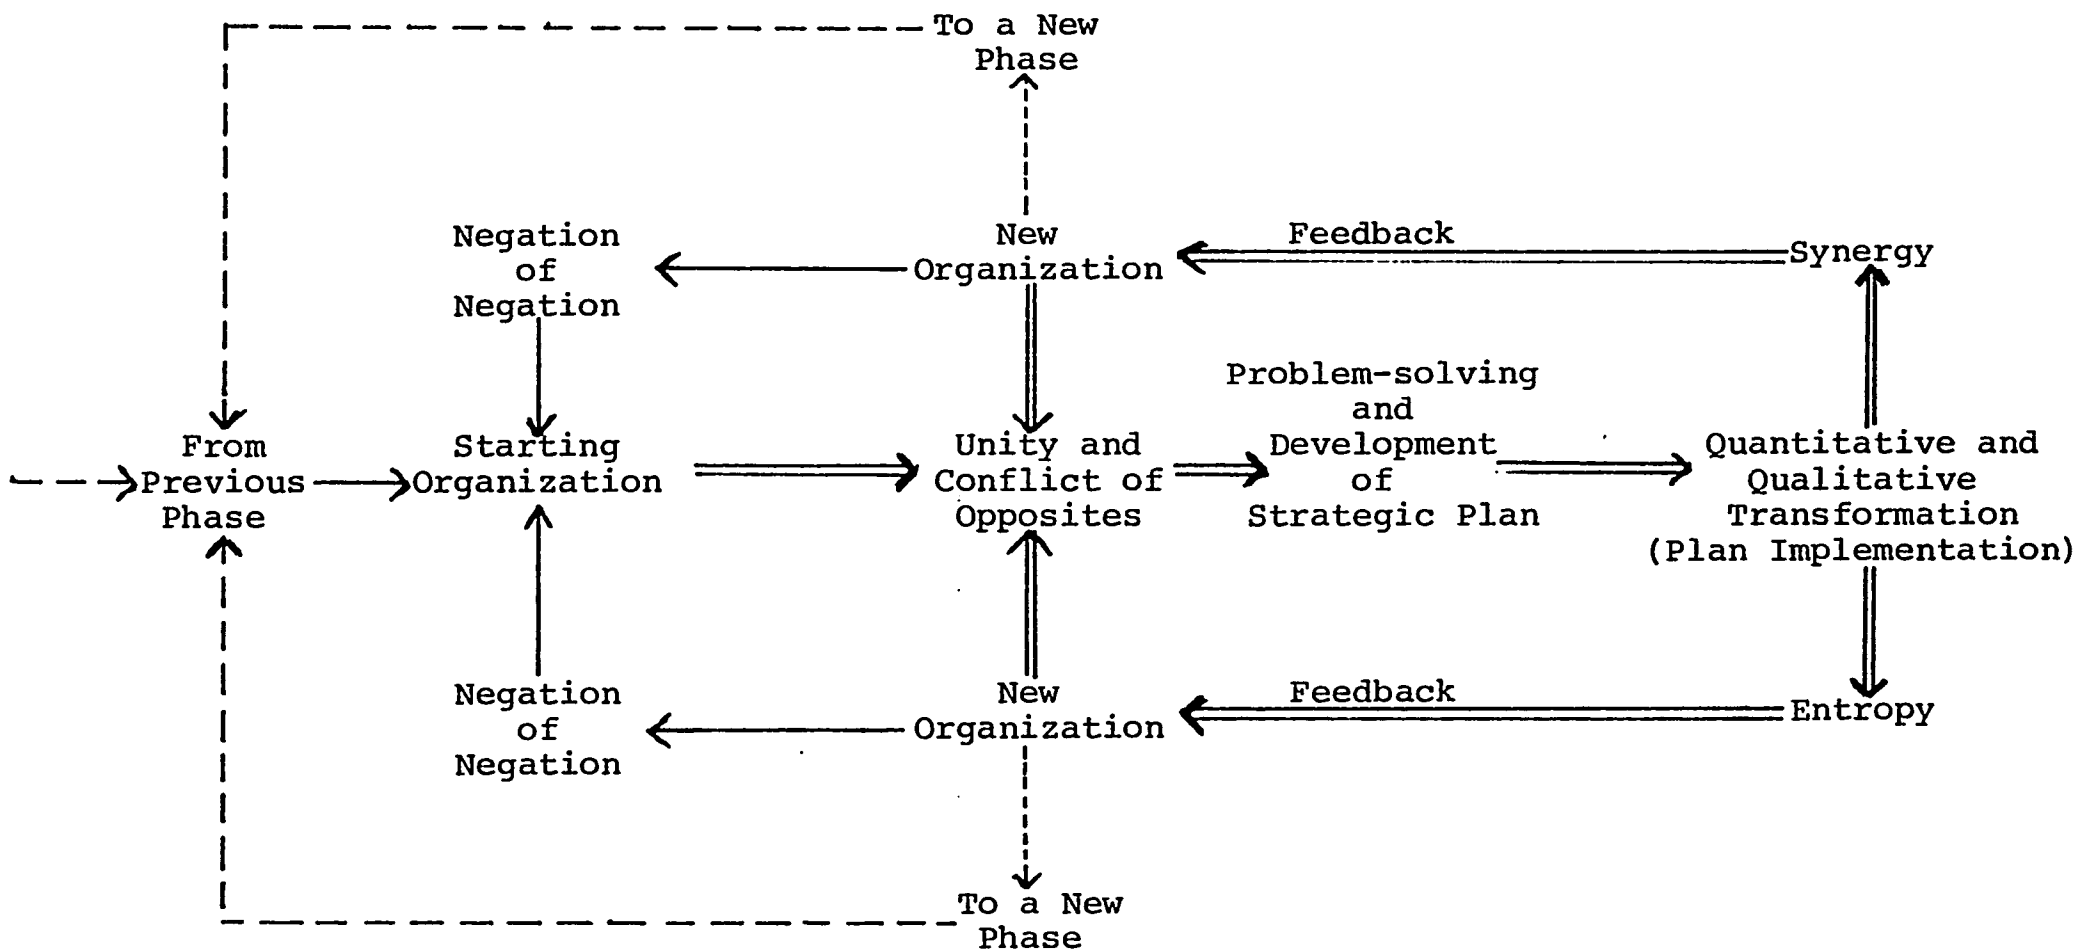 To a New
Phase
Negation
of
Negation
New
Organization
Feedback
Synergy
From
Previous
Phase
Starting
Organization
Unity and
Conflict of
Opposites
Problem-solving
and
Development
of
Strategic Plan
Quantitative and
Qualitative
Transformation
(Plan Implementation)
Negation
of
Negation
New
Organization
Feedback
Entropy
To a New
Phase